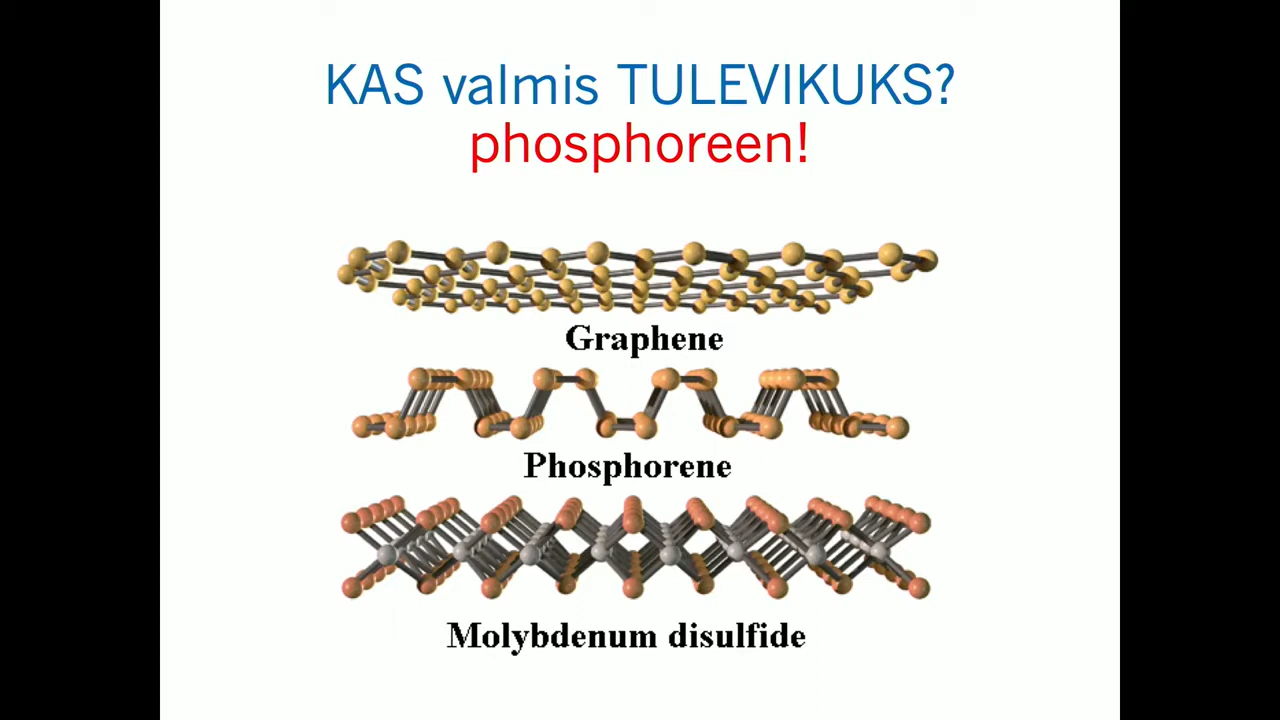 KAS valmis TULEVIKUKS?
phosphoreen!
Graphene
Phosphorene
Molybdenum disulfide